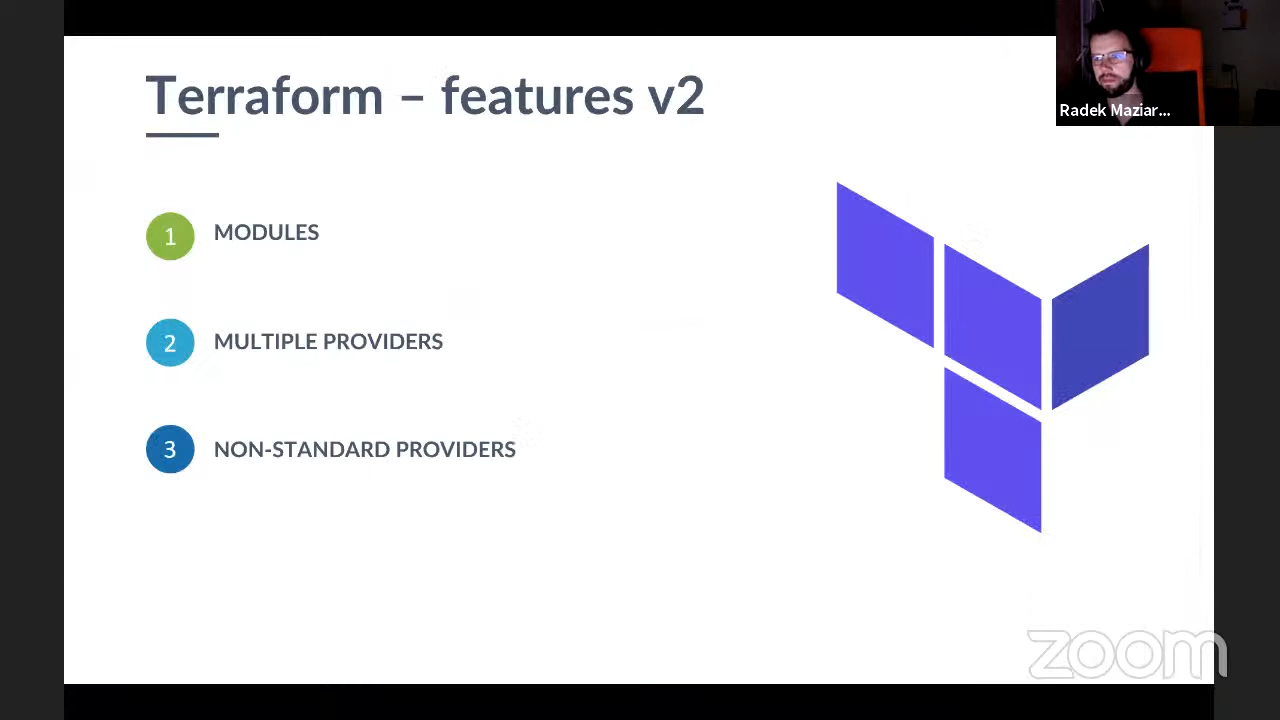 Terraform – features v2
Radek Maziar...
1 MODULES
2 MULTIPLE PROVIDERS
3 NON-STANDARD PROVIDERS
zoom